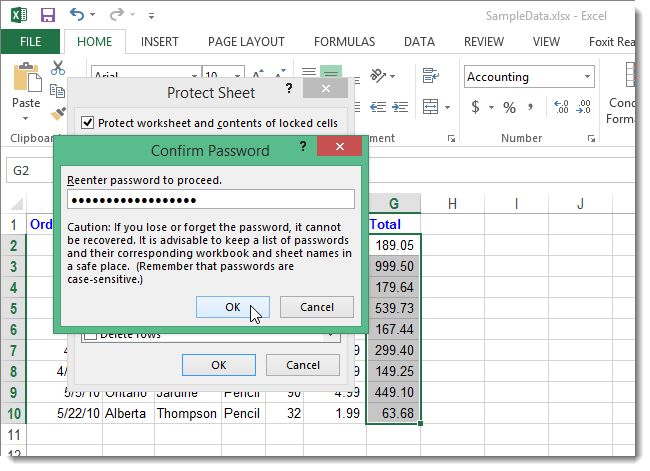 SampleData.xlsx - Excel
FILE HOME INSERT PAGE LAYOUT FORMULAS DATA REVIEW VIEW Foxit Rea
Arial 10 Accounting
Paste
$ % , .00
Clipboard Number
Protect Sheet ? ×
Protect worksheet and contents of locked cells
Confirm Password ? ×
Reenter password to proceed.
••••••••••••••••••
Caution: If you lose or forget the password, it cannot
be recovered. It is advisable to keep a list of passwords
and their corresponding workbook and sheet names in
a safe place. (Remember that passwords are
case-sensitive.)
OK Cancel
Delete rows
OK Cancel
G2
G H I J
1 Ord Total
2 189.05
3 999.50
4 179.64
5 539.73
6 167.44
7 4 9 299.40
8 4/ 9 149.25
9 5/5/10 Ontario Jardine Pencil 90 4.99 449.10
10 5/22/10 Alberta Thompson Pencil 32 1.99 63.68
11
12